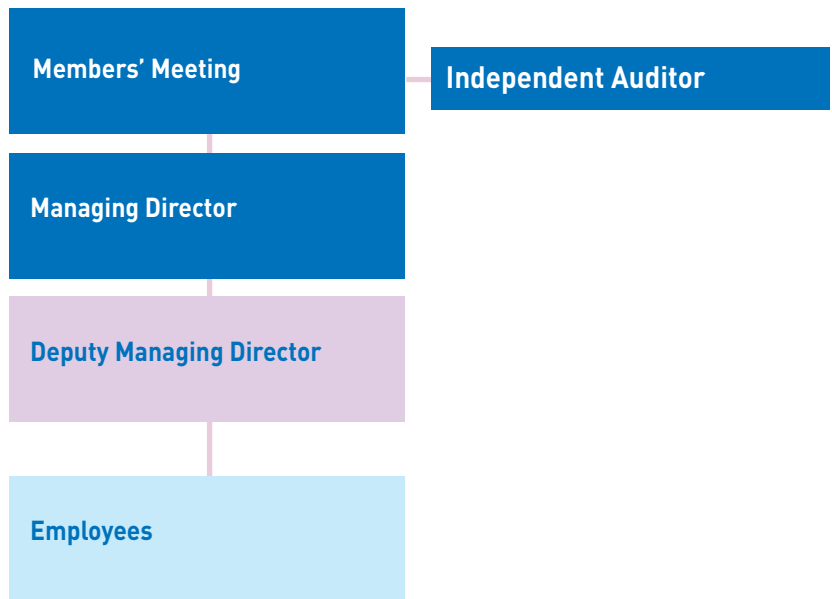 Members’ Meeting
Independent Auditor
Managing Director
Deputy Managing Director
Employees